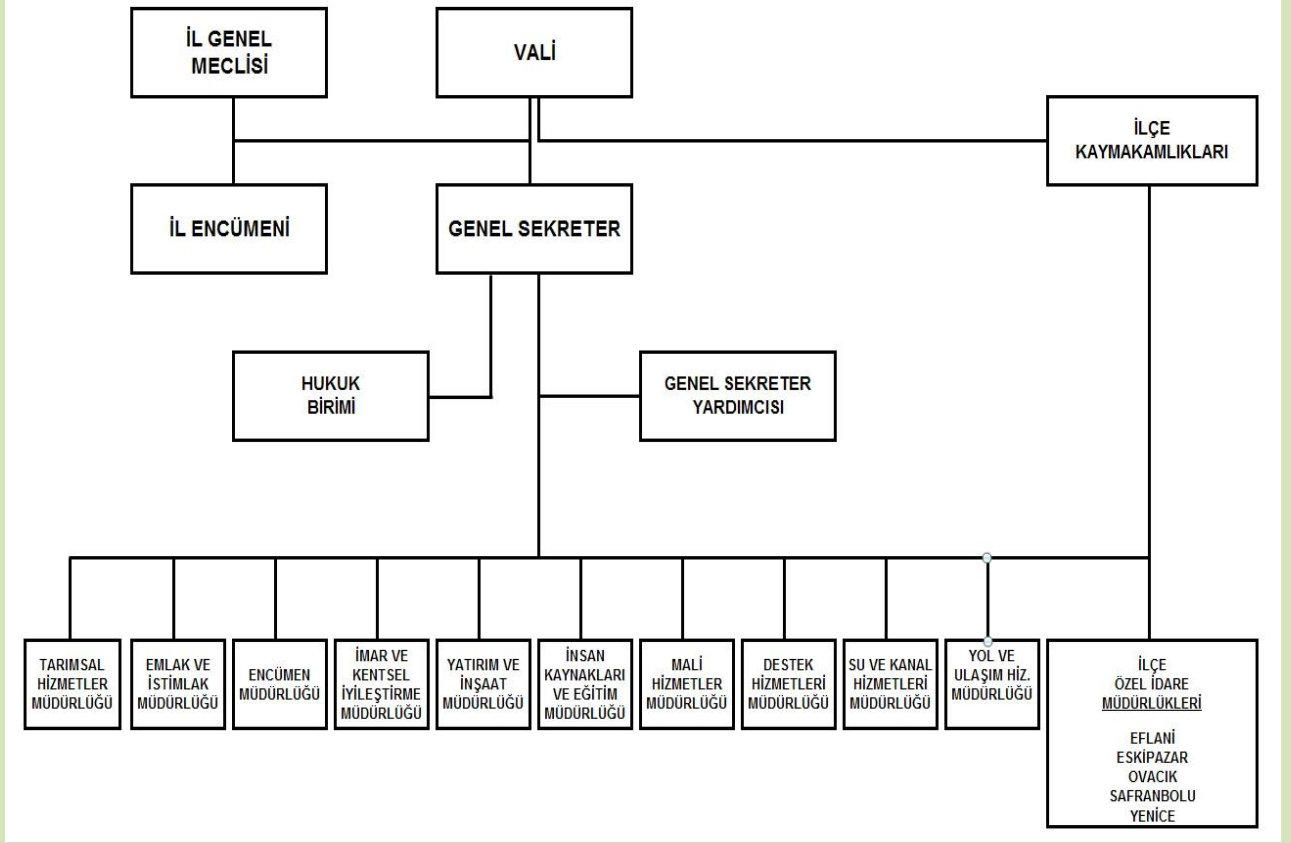 İL GENEL
MECLİSİ
VALİ
İLÇE
KAYMAKAMLIKLARI
İL ENCÜMENİ
GENEL SEKRETER
HUKUK
BİRİMİ
GENEL SEKRETER
YARDIMCISI
TARIMSAL
HİZMETLER
MÜDÜRLÜĞÜ
EMLAK VE
İSTİMLAK
MÜDÜRLÜĞÜ
ENCÜMEN
MÜDÜRLÜĞÜ
İMAR VE
KENTSEL
İYİLEŞTİRME
MÜDÜRLÜĞÜ
YATIRIM VE
İNŞAAT
MÜDÜRLÜĞÜ
İNSAN
KAYNAKLARI
VE EĞİTİM
MÜDÜRLÜĞÜ
MALİ
HİZMETLER
MÜDÜRLÜĞÜ
DESTEK
HİZMETLERİ
MÜDÜRLÜĞÜ
SU VE KANAL
HİZMETLERİ
MÜDÜRLÜĞÜ
YOL VE
ULAŞIM HİZ.
MÜDÜRLÜĞÜ
İLÇE
ÖZEL İDARE
MÜDÜRLÜKLERİ
EFLANİ
ESKİPAZAR
OVACIK
SAFRANBOLU
YENİCE